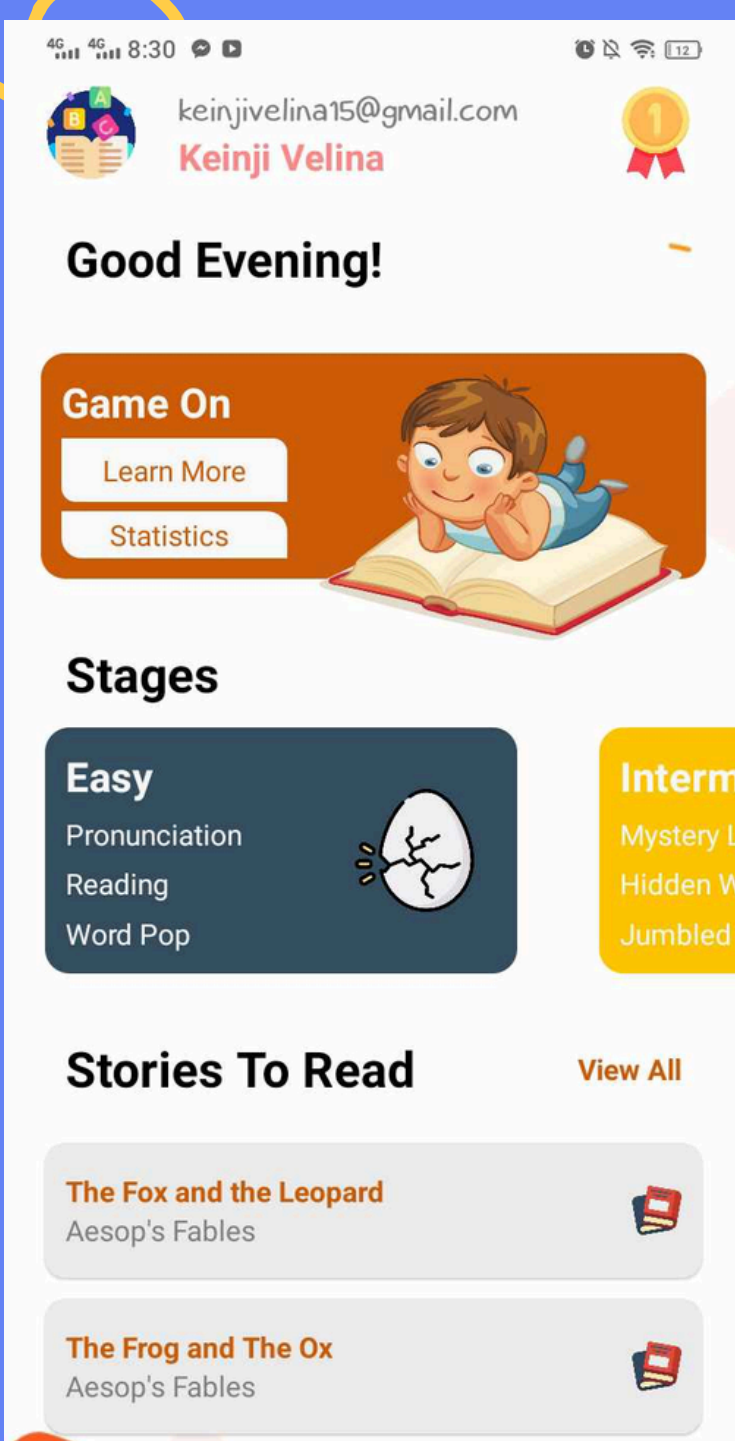 4G 4G 8:30 12
A
B
C
keinjivelina15@gmail.com
1
Keinji Velina
Good Evening!
Game On
Learn More
Statistics
Stages
Easy
Pronunciation
Reading
Word Pop
Interm
Mystery L
Hidden W
Jumbled
Stories To Read
View All
The Fox and the Leopard
Aesop's Fables
The Frog and The Ox
Aesop's Fables